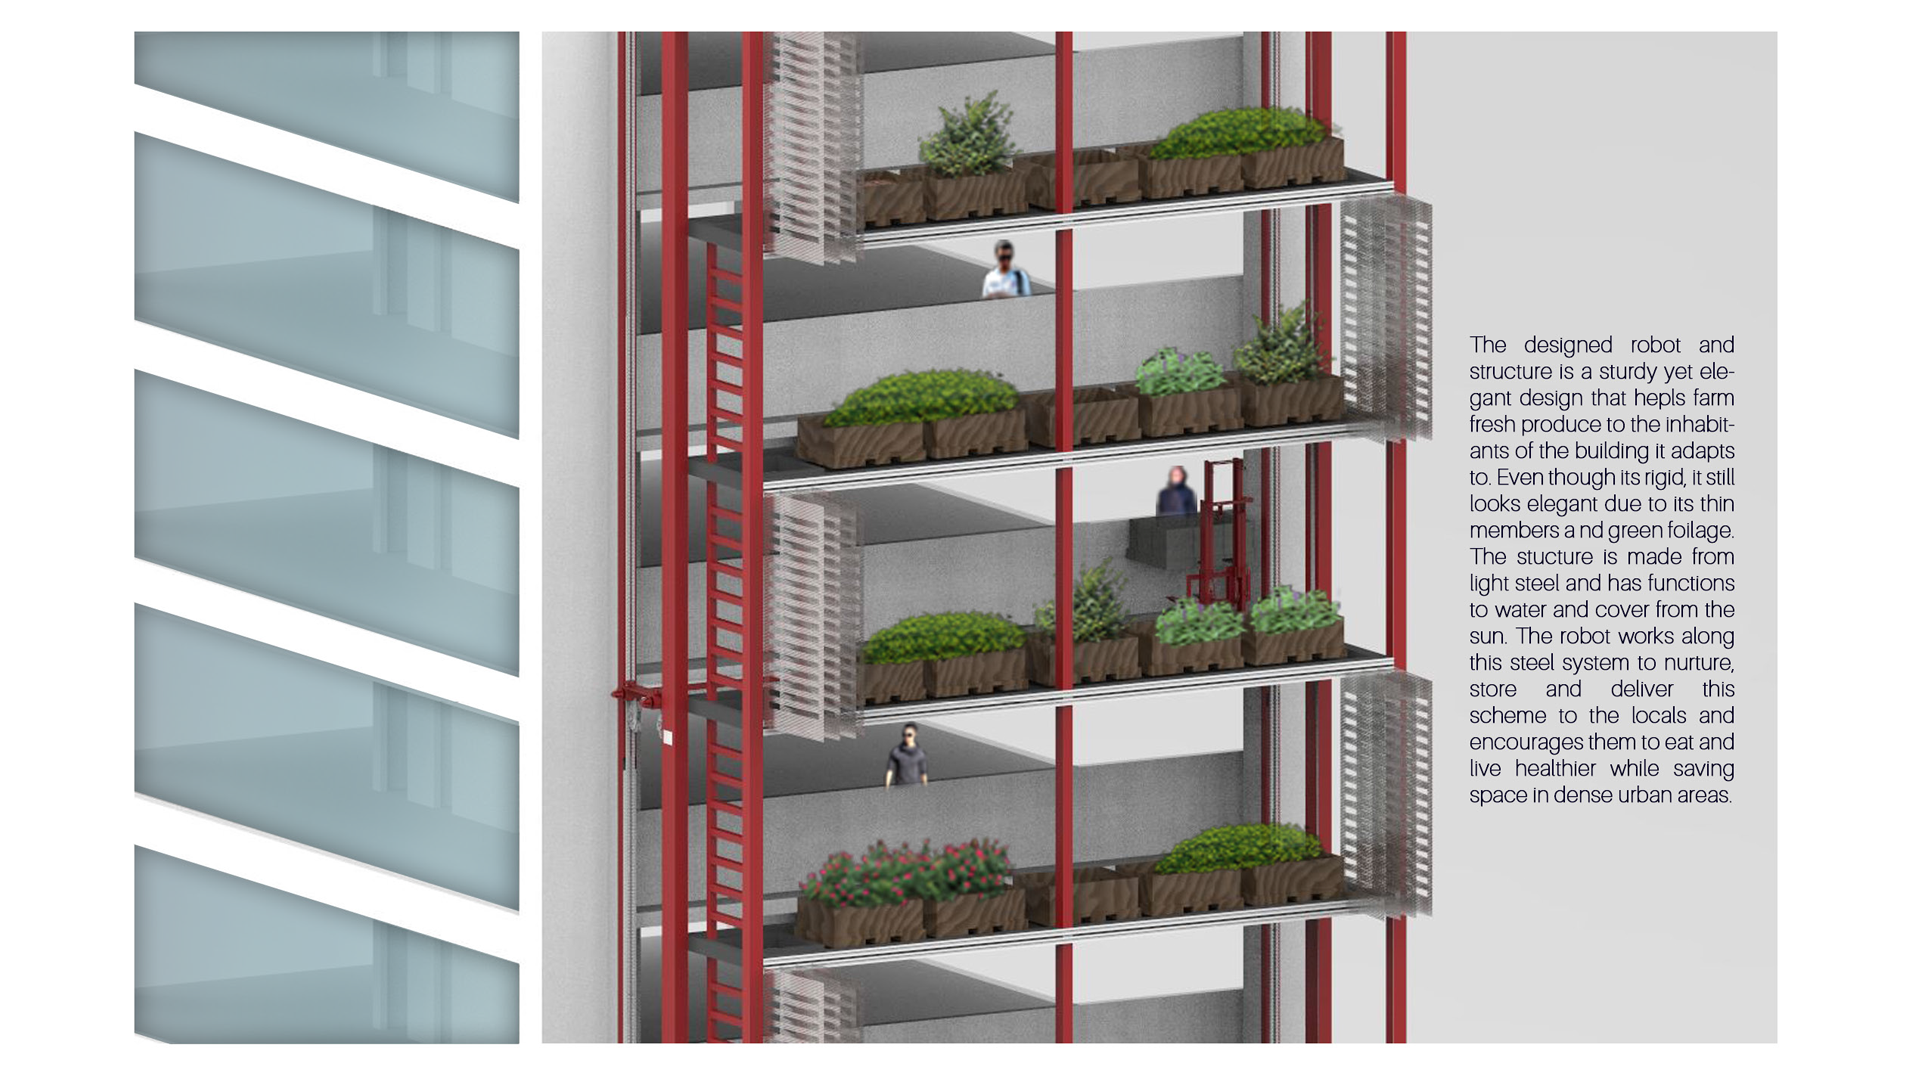 The designed robot and
structure is a sturdy yet ele-
gant design that hepls farm
fresh produce to the inhabit-
ants of the building it adapts
to. Even though its rigid, it still
looks elegant due to its thin
members a nd green foilage.
The stucture is made from
light steel and has functions
to water and cover from the
sun. The robot works along
this steel system to nurture,
store and deliver this
scheme to the locals and
encourages them to eat and
live healthier while saving
space in dense urban areas.